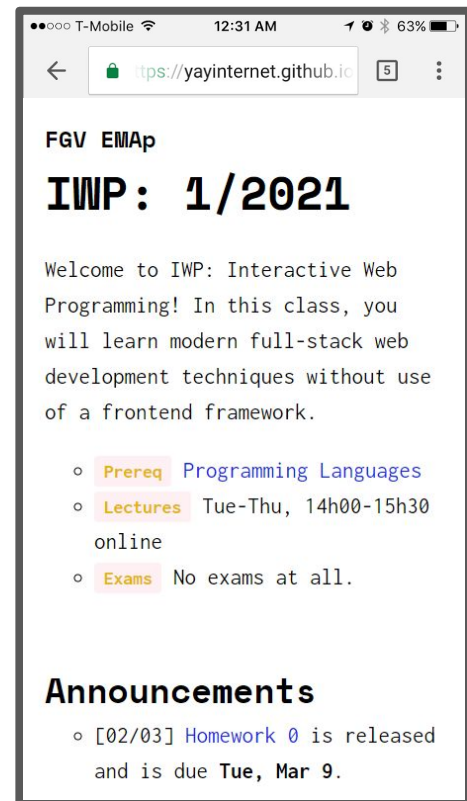 T-Mobile 12:31 AM 63%
ttps://yayinternet.github.io 5
FGV EMAp
IWP: 1/2021
Welcome to IWP: Interactive Web
Programming! In this class, you
will learn modern full-stack web
development techniques without use
of a frontend framework.
Prereq Programming Languages
Lectures Tue-Thu, 14h00-15h30
online
Exams No exams at all.
Announcements
[02/03] Homework 0 is released
and is due Tue, Mar 9.